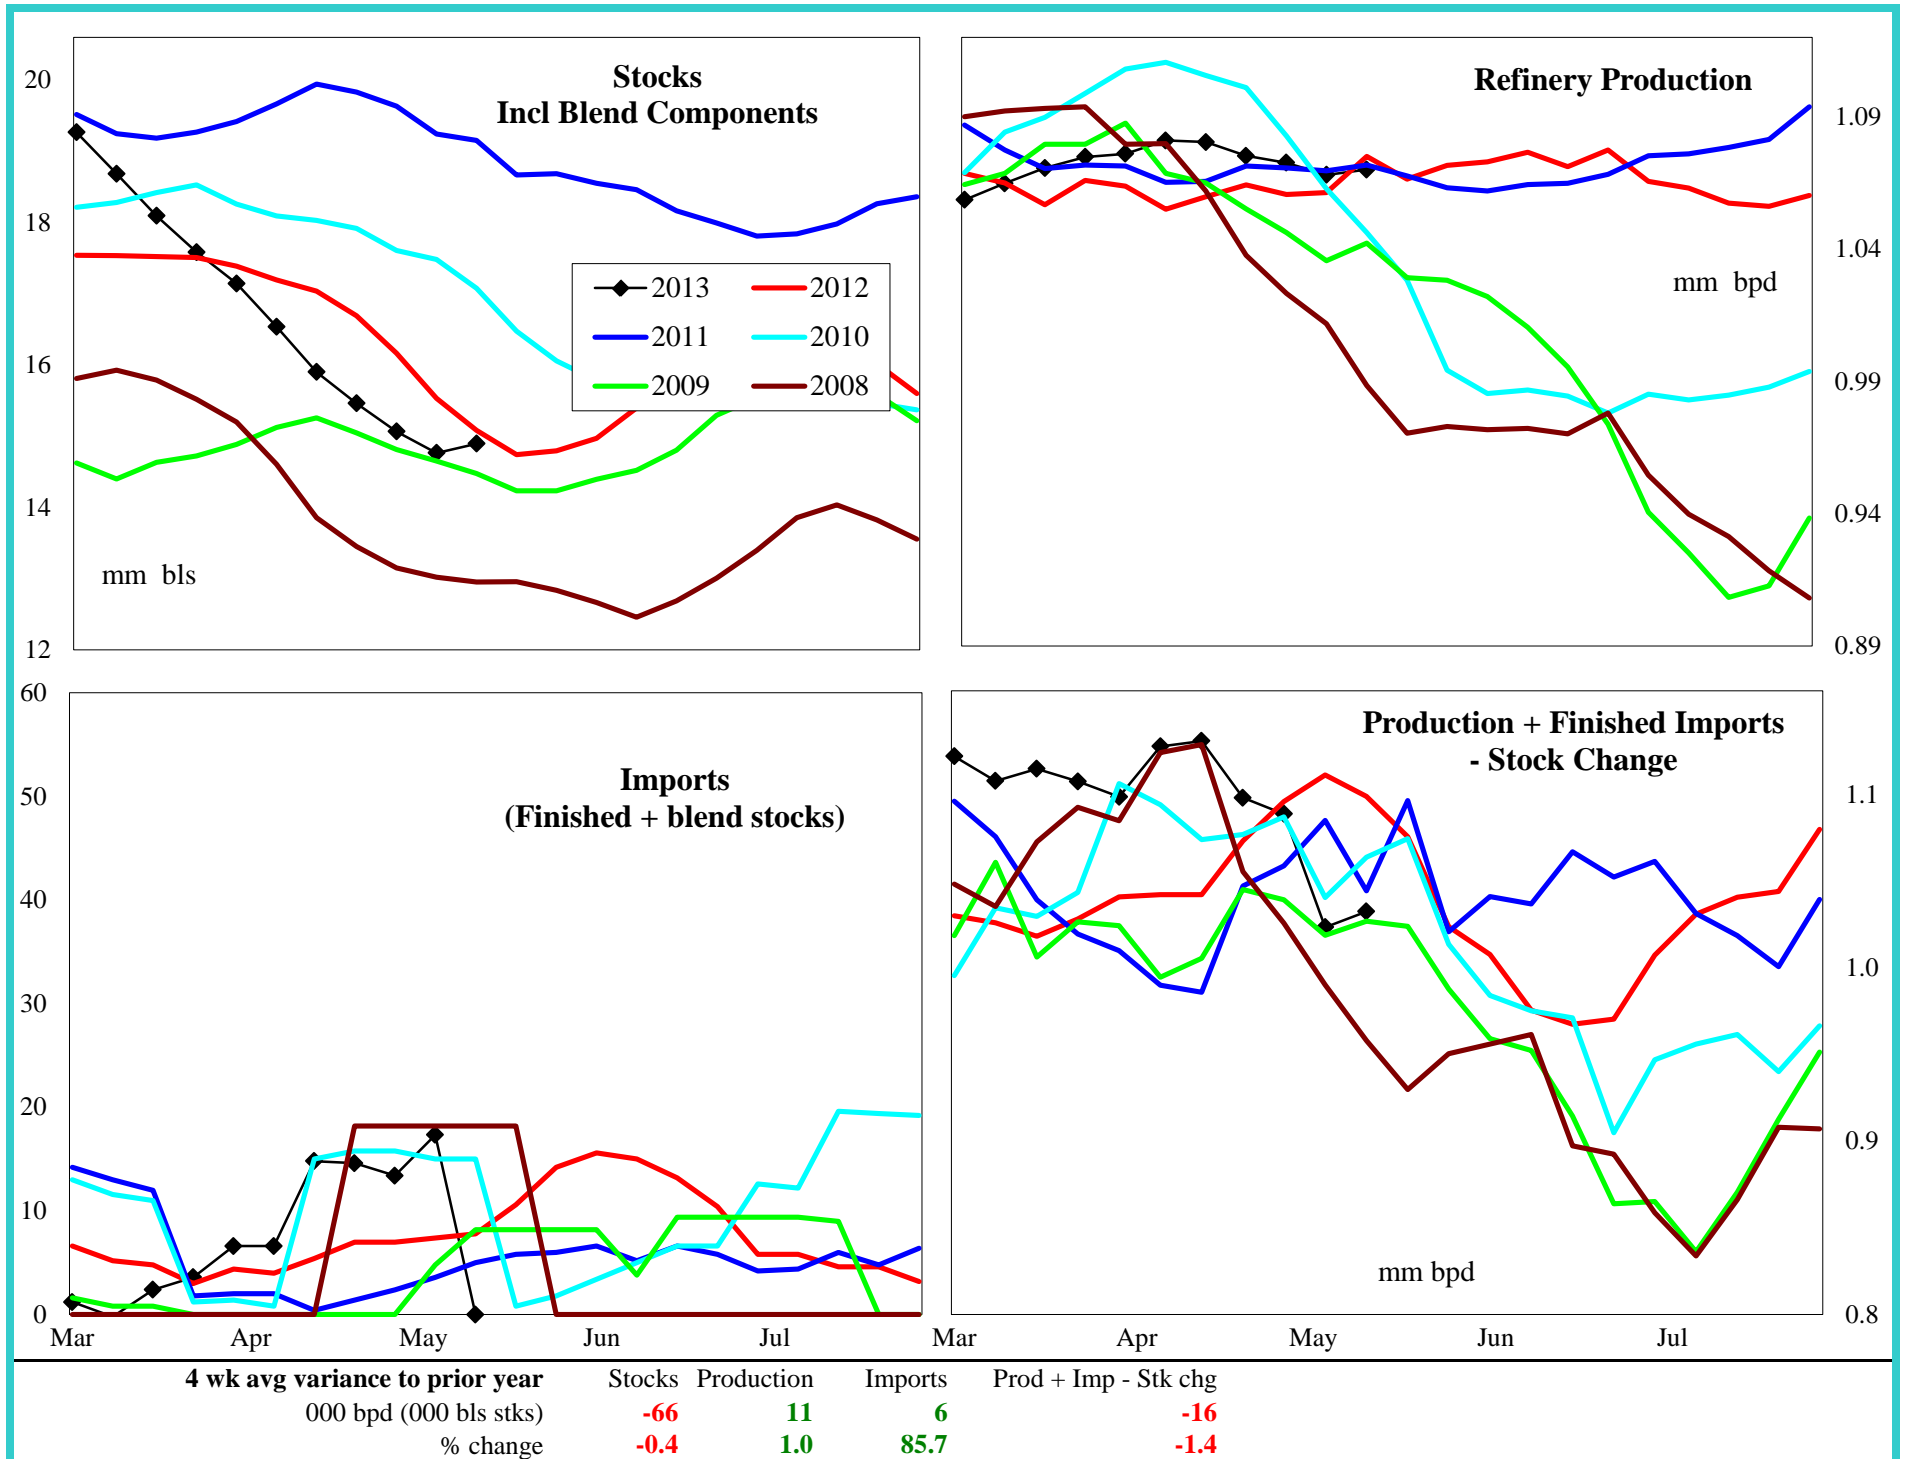 Stocks
Incl Blend Components
20
18
16
14
12
mm bls
2013 2012
2011 2010
2009 2008
Refinery Production
mm bpd
1.09
1.04
0.99
0.94
0.89
Imports
(Finished + blend stocks)
60
50
40
30
20
10
0
Mar Apr May Jun Jul
Production + Finished Imports
- Stock Change
mm bpd
1.1
1.0
0.9
0.8
Mar Apr May Jun Jul
4 wk avg variance to prior year Stocks Production Imports Prod + Imp - Stk chg
000 bpd (000 bls stks) -66 11 6 -16
% change -0.4 1.0 85.7 -1.4